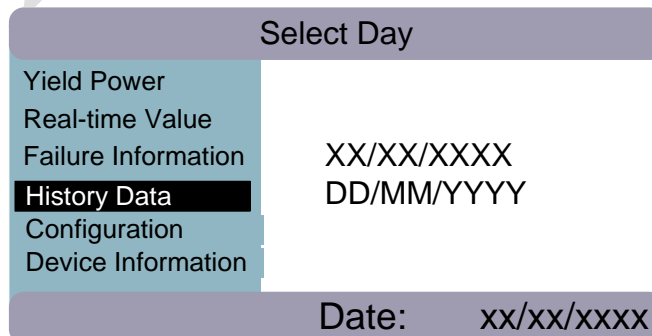 Select Day
Yield Power
Real-time Value
Failure Information
XX/XX/XXXX
History Data
DD/MM/YYYY
Configuration
Device Information
Date: xx/xx/xxxx